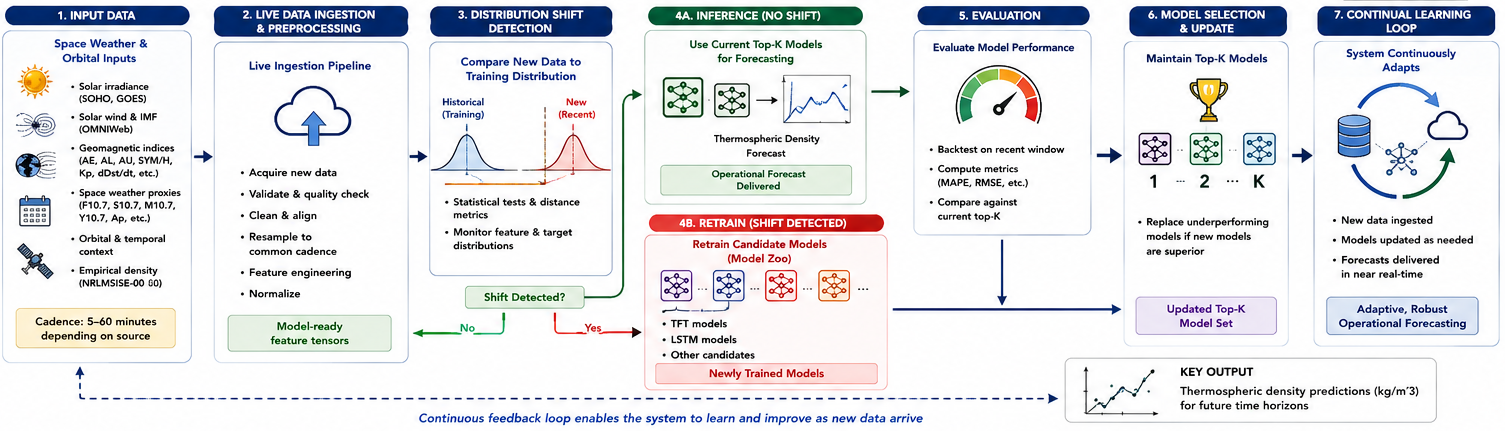 1. INPUT DATA
Space Weather &
Orbital Inputs
• Solar irradiance
(SOHO, GOES)
• Solar wind & IMF
(OMNIWeb)
• Geomagnetic indices
(AE, AL, AU, SYM/H,
Kp, dDst/dt, etc.)
• Space weather proxies
(F10.7, S10.7, M10.7,
Y10.7, Ap, etc.)
• Orbital & temporal
context
• Empirical density
(NRLMSISE-00
Cadence: 5–60 minutes
depending on source
2. LIVE DATA INGESTION
& PREPROCESSING
Live Ingestion Pipeline
• Acquire new data
• Validate & quality check
• Clean & align
• Resample to
common cadence
• Feature engineering
• Normalize
Model-ready
feature tensors
3. DISTRIBUTION SHIFT
DETECTION
Compare New Data to
Training Distribution
Historical
(Training)
New
(Recent)
• Statistical tests & distance
metrics
• Monitor feature & target
distributions
Shift Detected?
No
Yes
4A. INFERENCE (NO SHIFT)
Use Current Top-K Models
for Forecasting
Thermospheric Density
Forecast
Operational Forecast
Delivered
4B. RETRAIN (SHIFT DETECTED)
Retrain Candidate Models
(Model Zoo)
• TFT models
• LSTM models
• Other candidates
Newly Trained Models
5. EVALUATION
Evaluate Model Performance
• Backtest on recent window
• Compute metrics
(MAPE, RMSE, etc.)
• Compare against
current top-K
6. MODEL SELECTION
& UPDATE
Maintain Top-K Models
1 ... 2 ... K
• Replace underperforming
models if new models
are superior
Updated Top-K
Model Set
7. CONTINUAL LEARNING
LOOP
System Continuously
Adapts
• New data ingested
• Models updated as needed
• Forecasts delivered
in near real-time
Adaptive, Robust
Operational Forecasting
KEY OUTPUT
Thermospheric density predictions (kg/m^3)
for future time horizons
Continuous feedback loop enables the system to learn and improve as new data arrive